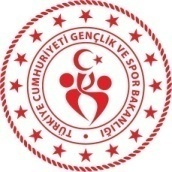 TÜRKİYE CUMHURİYETİ GENÇLİK VE SPOR BAKANLIĞI